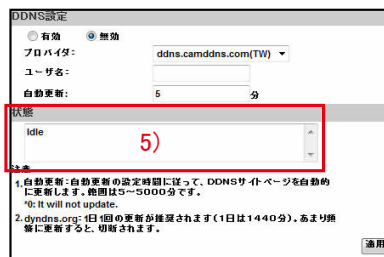 DDNS設定
有効 無効
プロバイダ: ddns.camddns.com(TW)
ユーザ名:
自動更新: 5 分
状態
Idle
5)
注意
1.自動更新:自動更新の設定時間に従って、DDNSサイトページを自動的
に更新します。範囲は5～5000分です。
*0: It will not update.
2.dyndns.org:1日1回の更新が推奨されます(1日は1440分)。あまり頻
繁に更新すると、切断されます。
適用